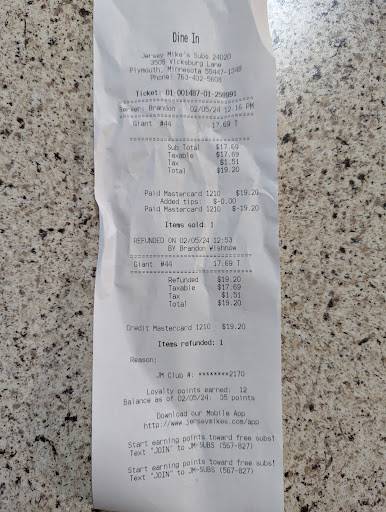 Dine In
Jersey Mike's Subs 24020
3505 Vicksburg Lane
Plymouth, Minnesota 55447-1348
Phone: 763-432-5608
Ticket: 01-001487-01-258991
Server: Brandon 02/05/24 12:16 PM
Giant #44 17.69 T
Sub Total $17.69
Taxable $17.69
Tax $1.51
Total $19.20
Paid Mastercard 1210 $19.20
Added tips: $-0.00
Paid Mastercard 1210 $-19.20
Items sold: 1
REFUNDED ON 02/05/24 12:53
BY Brandon Wishnow
Giant #44 17.69 T
Refunded $19.20
Taxable $17.69
Tax $1.51
Total $19.20
Credit Mastercard 1210 $19.20
Items refunded: 1
Reason:
JM Club #: ********2170
Loyalty points earned: 12
Balance as of 02/05/24: 35 points
Download our Mobile App
http://www.jerseymikes.com/app
Start earning points toward free subs!
Text "JOIN" to JM-SUBS (567-827)
Start earning points toward free subs!
Text "JOIN" to JM-SUBS (567-827)